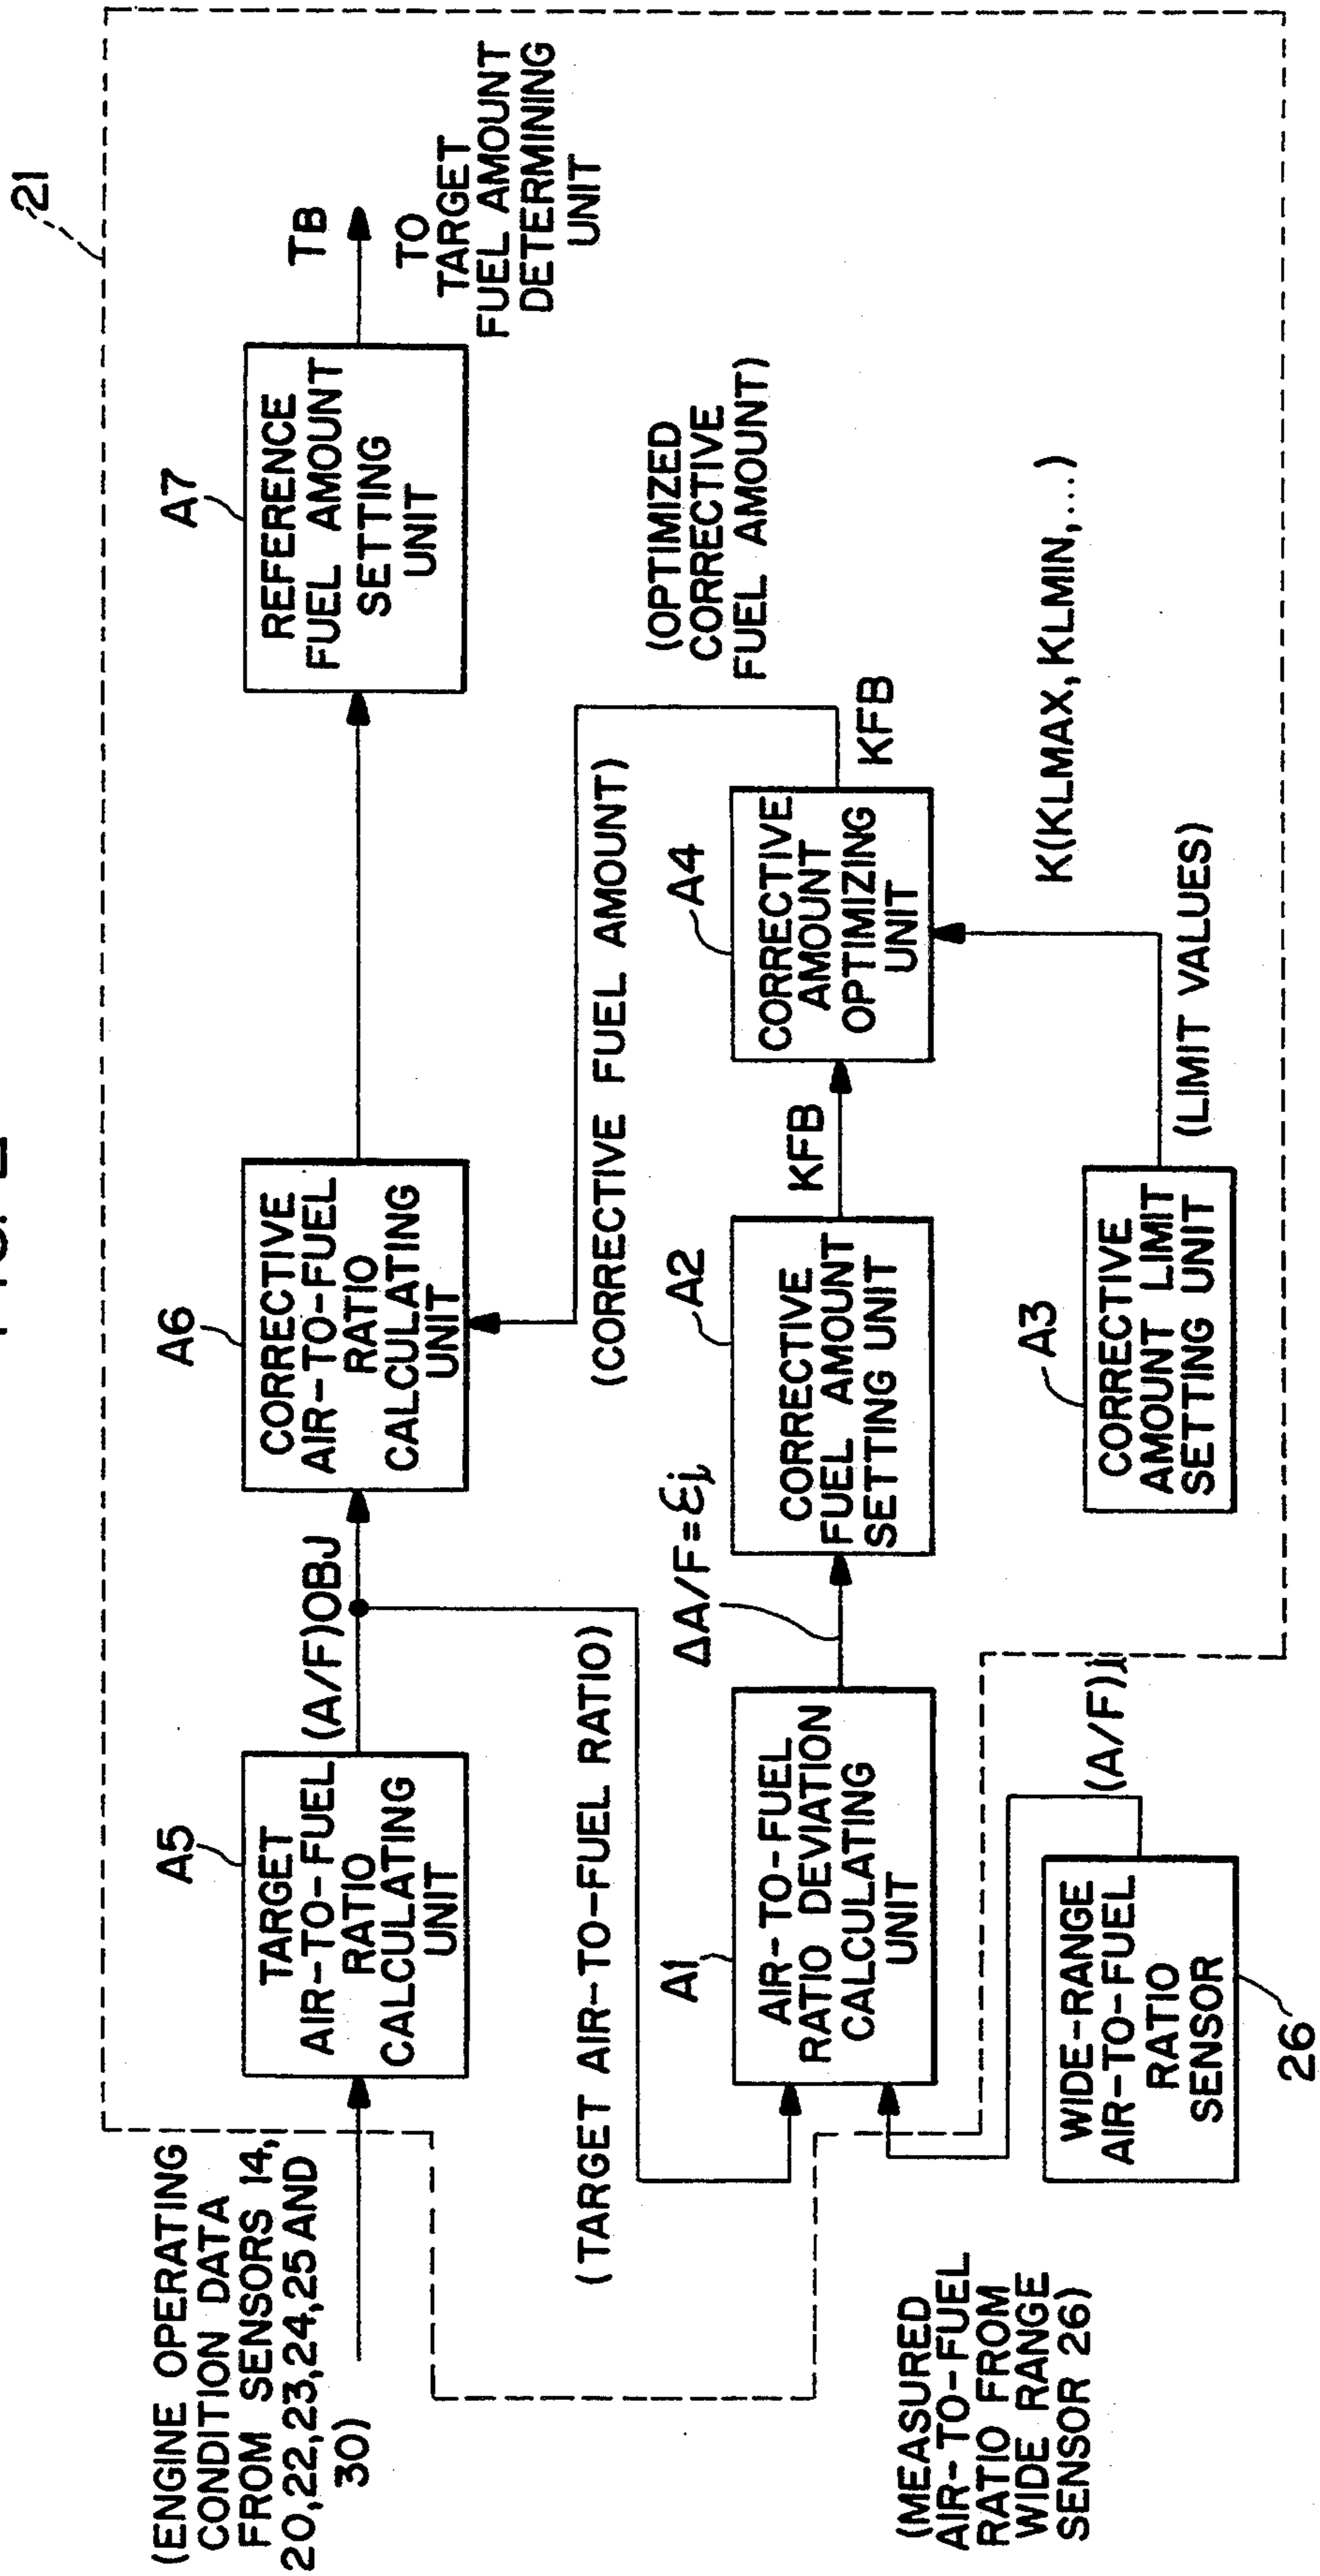 21
(ENGINE OPERATING
CONDITION DATA
FROM SENSORS 14,
20,22,23,24,25 AND
30)
A5
TARGET
AIR-TO-FUEL
RATIO
CALCULATING
UNIT
(A/F)OBJ
A6
CORRECTIVE
AIR-TO-FUEL
RATIO
CALCULATING
UNIT
A7
REFERENCE
FUEL AMOUNT
SETTING
UNIT
TB
TO
TARGET
FUEL AMOUNT
DETERMINING
UNIT
(TARGET AIR-TO-FUEL RATIO)
(CORRECTIVE FUEL AMOUNT)
(OPTIMIZED
CORRECTIVE
FUEL AMOUNT)
A1
AIR-TO-FUEL
RATIO DEVIATION
CALCULATING
UNIT
ΔA/F=Ɛi
A2
CORRECTIVE
FUEL AMOUNT
SETTING UNIT
KFB
A4
CORRECTIVE
AMOUNT
OPTIMIZING
UNIT
KFB
(MEASURED
AIR-TO-FUEL
RATIO FROM
WIDE RANGE
SENSOR 26)
WIDE-RANGE
AIR-TO-FUEL
RATIO
SENSOR
26
(A/F)i
A3
CORRECTIVE
AMOUNT LIMIT
SETTING UNIT
(LIMIT VALUES)
K(KLMAX, KLMIN,...)